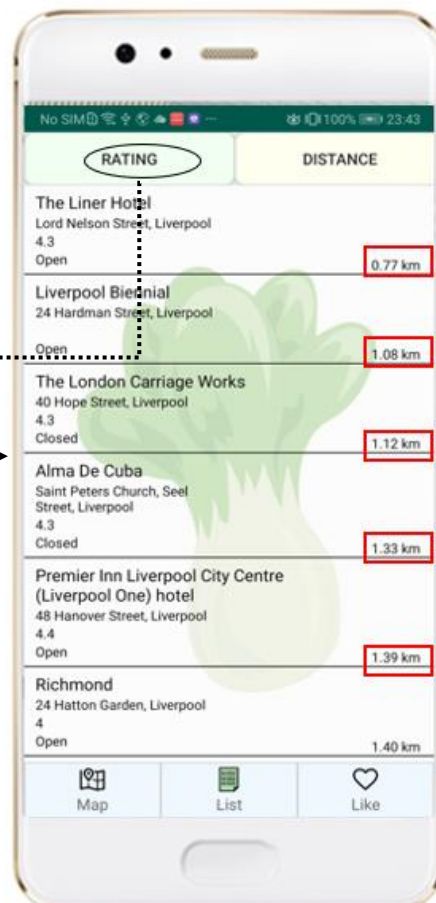 No SIM 100% 23:43
RATING DISTANCE
The Liner Hotel
Lord Nelson Street, Liverpool
4.3
Open 0.77 km
Liverpool Biennial
24 Hardman Street, Liverpool
Open 1.08 km
The London Carriage Works
40 Hope Street, Liverpool
4.3
Closed 1.12 km
Alma De Cuba
Saint Peters Church, Seel
Street, Liverpool
4.3
Closed 1.33 km
Premier Inn Liverpool City Centre
(Liverpool One) hotel
48 Hanover Street, Liverpool
4.4
Open 1.39 km
Richmond
24 Hatton Garden, Liverpool
4
Open 1.40 km
Map List Like